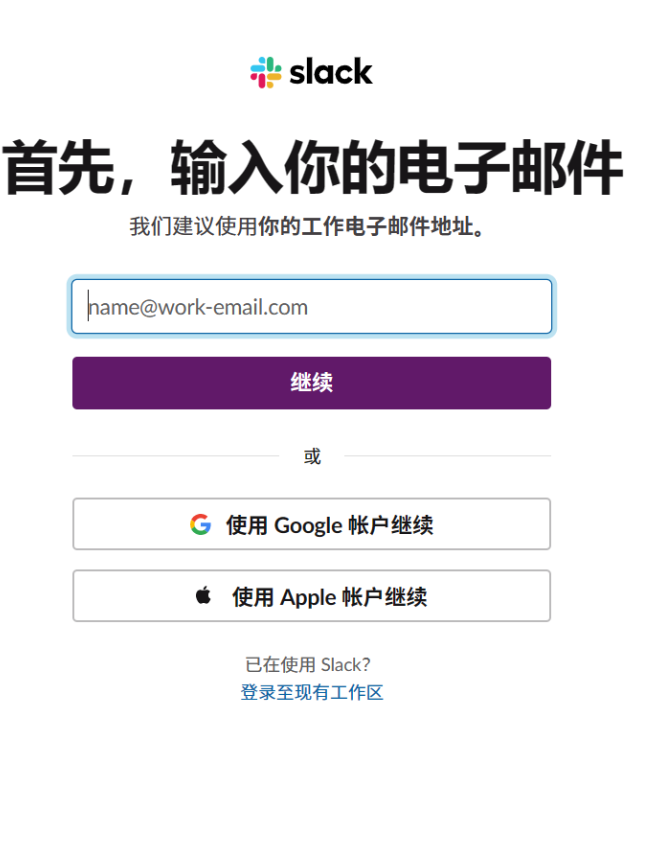 slack
首先，输入你的电子邮件
我们建议使用你的工作电子邮件地址。
name@work-email.com
继续
或
使用 Google 帐户继续
使用 Apple 帐户继续
已在使用 Slack？
登录至现有工作区